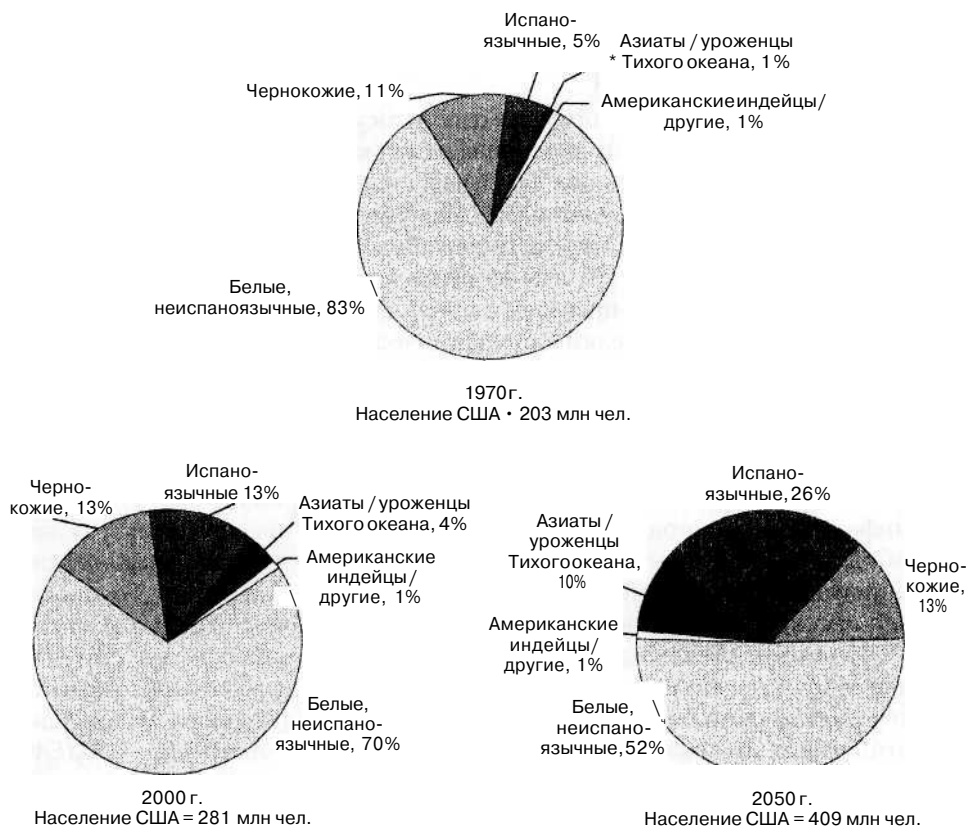 Испано-
язычные, 5%
Азиаты / уроженцы
* Тихого океана, 1%
Чернокожие, 11%
Американские индейцы/
другие, 1%
Белые,
неиспаноязычные, 83%
1970 г.
Население США • 203 млн чел.
Черно-
кожие, 13%
Испано-
язычные 13%
Азиаты / уроженцы
Тихого океана, 4%
Американские
индейцы/
другие, 1%
Белые,
неиспано-
язычные, 70%
2000 г.
Население США = 281 млн чел.
Испано-
язычные, 26%
Азиаты /
уроженцы
Тихого океана,
10%
Черно-
кожие,
13%
Американские
индейцы/
другие, 1%
Белые,
неиспано-
язычные, 52%
2050 г.
Население США = 409 млн чел.